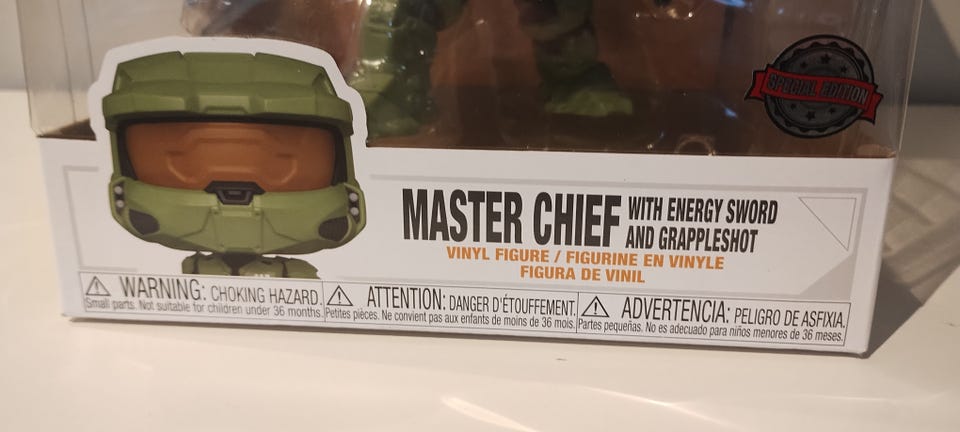 SPECIAL EDITION
MASTER CHIEF WITH ENERGY SWORD
AND GRAPPLESHOT
VINYL FIGURE / FIGURINE EN VINYLE
FIGURA DE VINIL
WARNING: CHOKING HAZARD.
Small parts. Not suitable for children under 36 months.
ATTENTION: DANGER D'ÉTOUFFEMENT.
Petites pièces. Ne convient pas aux enfants de moins de 36 mois.
ADVERTENCIA: PELIGRO DE ASFIXIA.
Partes pequeñas. No es adecuado para niños menores de 36 meses.